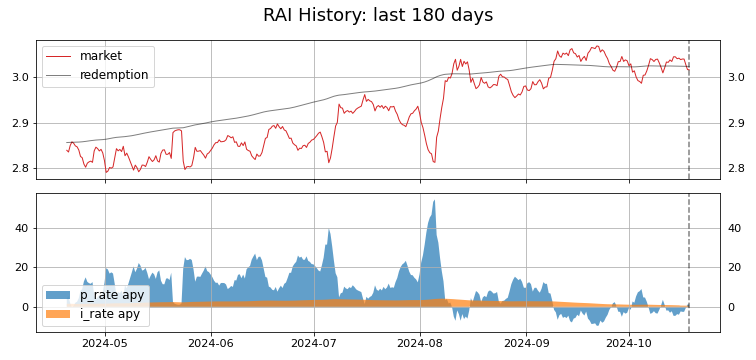 RAI History: last 180 days
market
redemption
3.0
2.9
2.8
3.0
2.9
2.8
40
20
0
40
20
0
p_rate apy
i_rate apy
2024-05 2024-06 2024-07 2024-08 2024-09 2024-10